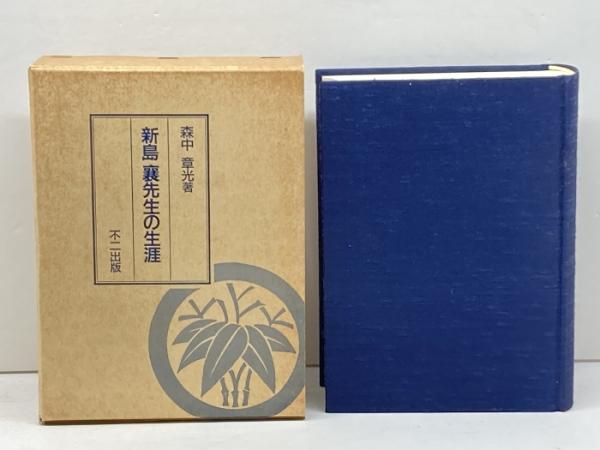 森中 章光著
新島 襄先生の生涯
不二出版